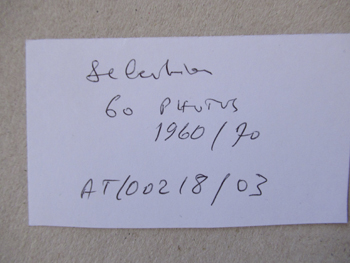 Selection
60 PHOTOS
1960/70
AT/00218/03